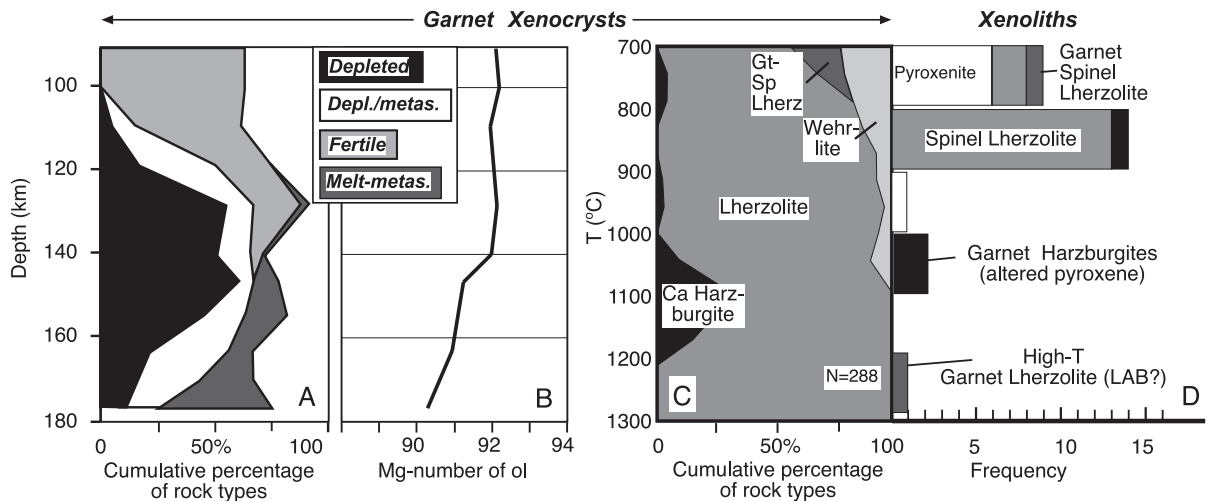 Garnet Xenocrysts
Xenoliths
Depleted
Depl./metas.
Fertile
Melt-metas.
100
120
140
160
180
Depth (km)
A
0
50%
100
Cumulative percentage
of rock types
B
90
92
94
Mg-number of ol
700
800
900
1000
1100
1200
1300
T (°C)
Gt-
Sp
Lherz
Wehr-
lite
Lherzolite
Ca Harz-
burgite
N=288
C
0
50%
100
Cumulative percentage
of rock types
Pyroxenite
Garnet
Spinel
Lherzolite
Spinel Lherzolite
Garnet Harzburgites
(altered pyroxene)
High-T
Garnet Lherzolite (LAB?)
D
5
10
15
Frequency